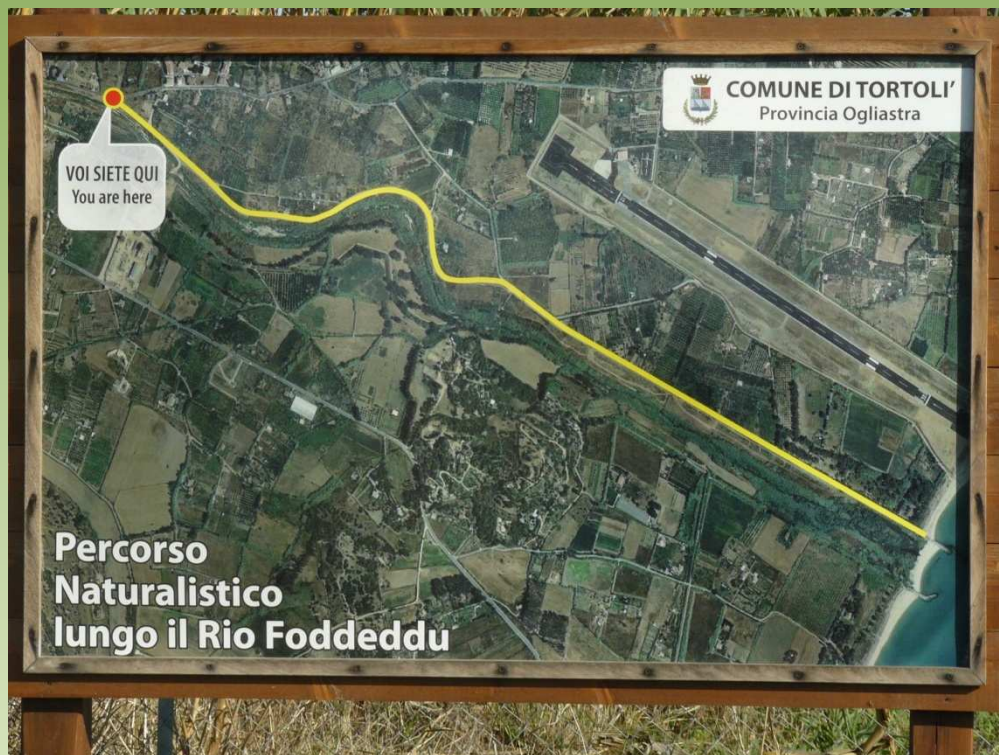 COMUNE DI TORTOLI'
Provincia Ogliastra
VOI SIETE QUI
You are here
Percorso
Naturalistico
lungo il Rio Foddeddu